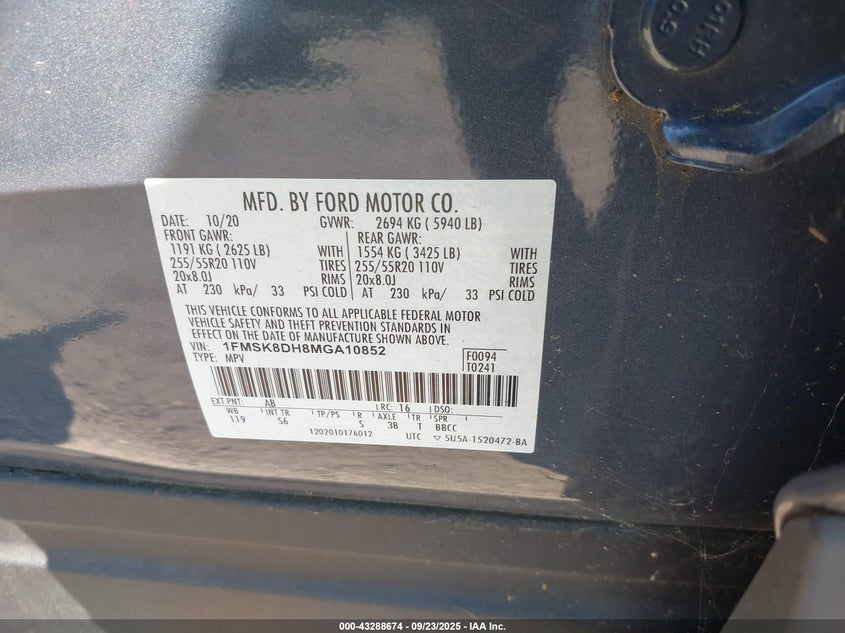 MFD. BY FORD MOTOR CO.
DATE: 10/20 GVWR: 2694 KG ( 5940 LB)
FRONT GAWR: REAR GAWR:
1191 KG ( 2625 LB) WITH 1554 KG ( 3425 LB) WITH
255/55R20 110V TIRES 255/55R20 110V TIRES
20x8.0J RIMS 20x8.0J RIMS
AT 230 kPa/ 33 PSI COLD AT 230 kPa/ 33 PSI COLD
THIS VEHICLE CONFORMS TO ALL APPLICABLE FEDERAL MOTOR
VEHICLE SAFETY AND THEFT PREVENTION STANDARDS IN
EFFECT ON THE DATE OF MANUFACTURE SHOWN ABOVE.
VIN: 1FMSK8DH8MGA10852
TYPE: MPV
F0094
T0241
EXT PNT: AB RC: 16 DSO:
WB INT TR TP/PS R AXLE TR SPR
119 S6 S 3B T BBCC
1202010176012 UTC ▽ 5U5A-1520472-BA
000-43288674 - 09/23/2025 - IAA Inc.